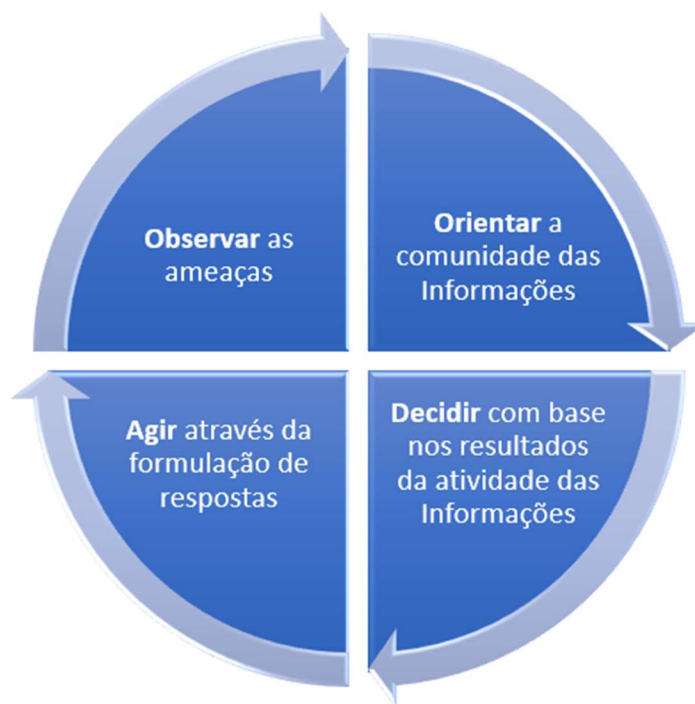 Observar as
ameaças
Orientar a
comunidade das
Informações
Decidir com base
nos resultados
da atividade das
Informações
Agir através da
formulação de
respostas